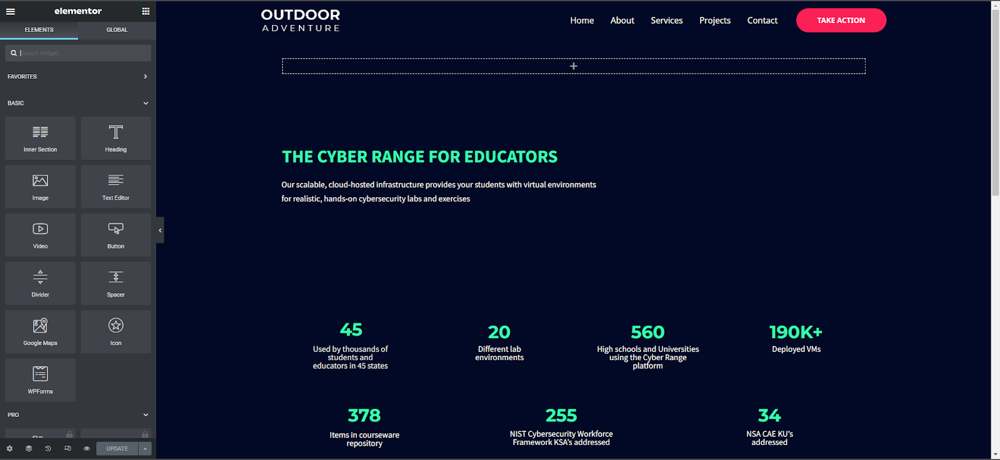 elementor
ELEMENTS
GLOBAL
Search Widget
FAVORITES
BASIC
Inner Section
Heading
Image
Text Editor
Video
Button
Divider
Spacer
Google Maps
Icon
WPForms
PRO
UPDATE
OUTDOOR
ADVENTURE
Home
About
Services
Projects
Contact
TAKE ACTION
THE CYBER RANGE FOR EDUCATORS
Our scalable, cloud-hosted infrastructure provides your students with virtual environments
for realistic, hands-on cybersecurity labs and exercises
45
Used by thousands of
students and
educators in 45 states
20
Different lab
environments
560
High schools and Universities
using the Cyber Range
platform
190K+
Deployed VMs
378
Items in courseware
repository
255
NIST Cybersecurity Workforce
Framework KSA's addressed
34
NSA CAE KU's
addressed